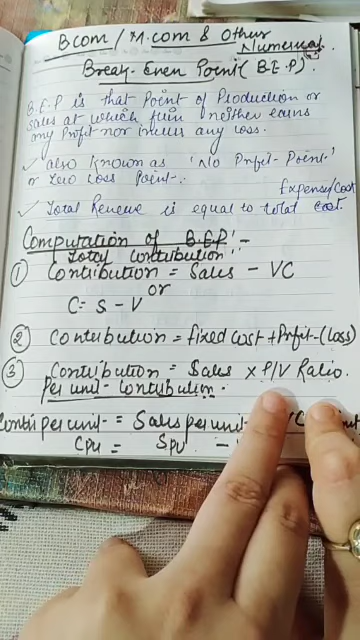 Bcom / M.com & Other
Numerical
Break-Even Point (B.E.P).
B.E.P is that Point of Production or
Sales at which firm neither earns
any Profit nor incurs any loss.
✓ also known as 'No Profit-Point'
or Zero Loss Point:
Expenses/Cost
✓ Total Revenue is equal to total cost.
Computation of B.E.P:-
Total Contribution:
① Contribution = Sales - VC
or
C = S - V
② Contribution = fixed cost + Profit - (Loss)
③ Contribution = Sales x P/V Ratio.
Per unit - Contribution.
Contri per unit = Sales per unit -
Cpu = Spu -